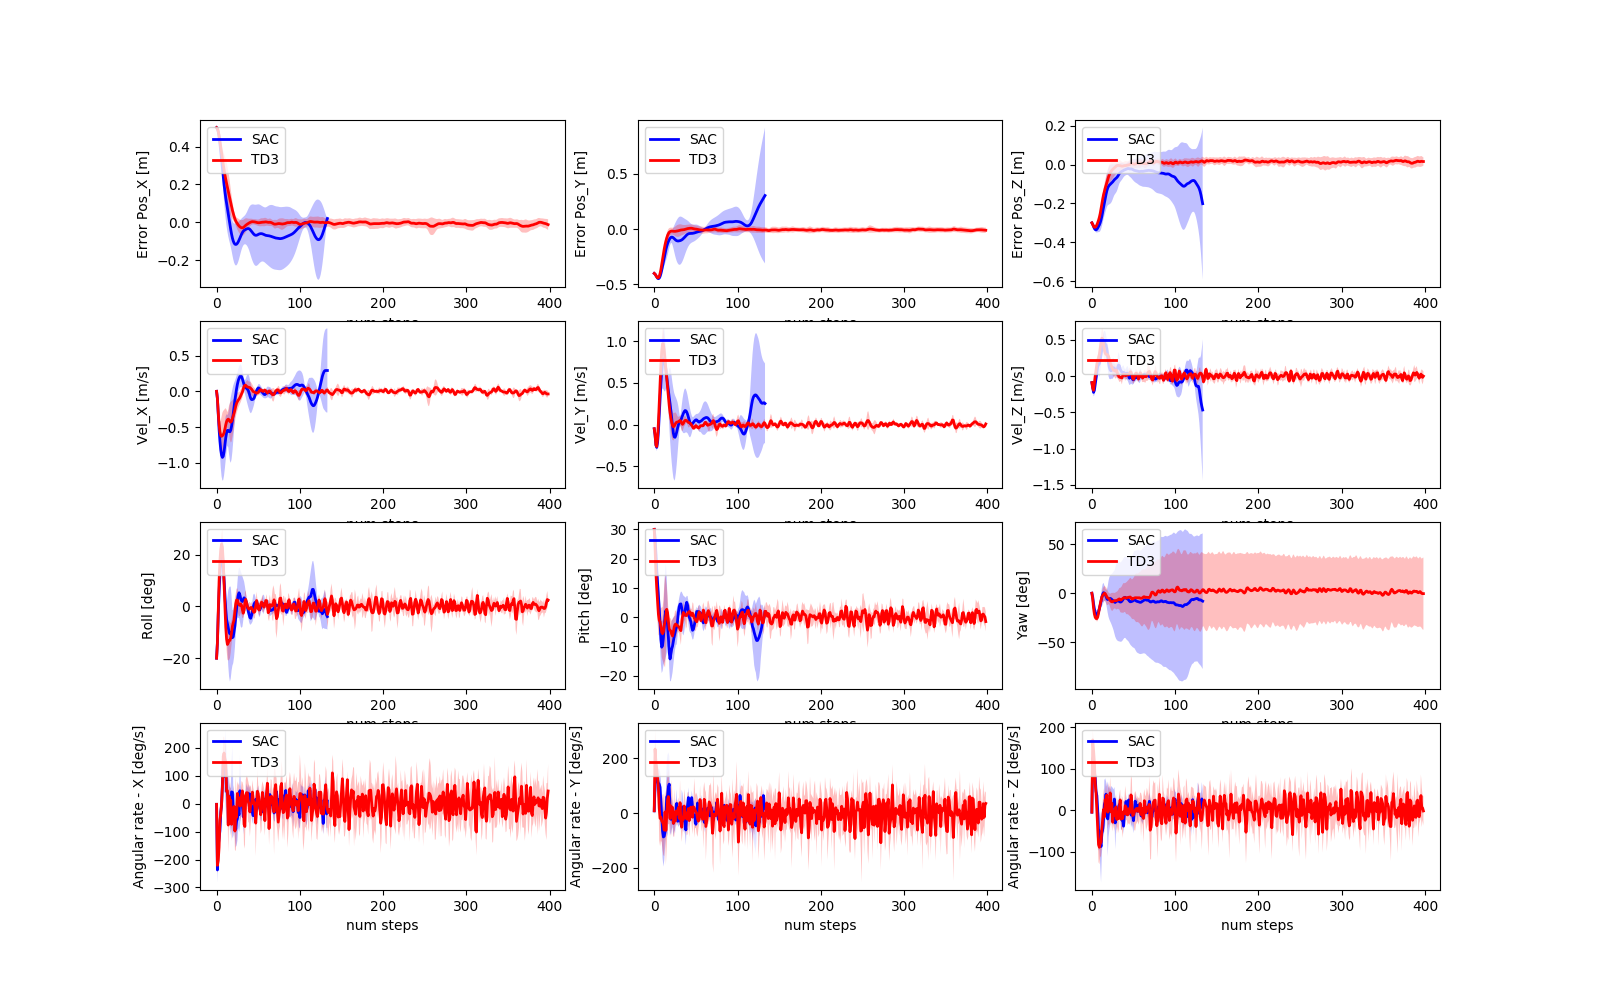 Error Pos_X [m]
0.4
0.2
0.0
−0.2
SAC
TD3
0 100 200 300 400
Error Pos_Y [m]
0.5
0.0
−0.5
SAC
TD3
0 100 200 300 400
Error Pos_Z [m]
0.2
0.0
−0.2
−0.4
−0.6
SAC
TD3
0 100 200 300 400
Vel_X [m/s]
0.5
0.0
−0.5
−1.0
SAC
TD3
0 100 200 300 400
Vel_Y [m/s]
1.0
0.5
0.0
−0.5
SAC
TD3
0 100 200 300 400
Vel_Z [m/s]
0.5
0.0
−0.5
−1.0
−1.5
SAC
TD3
0 100 200 300 400
Roll [deg]
20
0
−20
SAC
TD3
0 100 200 300 400
Pitch [deg]
30
20
10
0
−10
−20
SAC
TD3
0 100 200 300 400
Yaw [deg]
50
0
−50
SAC
TD3
0 100 200 300 400
Angular rate - X [deg/s]
200
100
0
−100
−200
−300
SAC
TD3
0 100 200 300 400
num steps
Angular rate - Y [deg/s]
200
0
−200
SAC
TD3
0 100 200 300 400
num steps
Angular rate - Z [deg/s]
200
100
0
−100
SAC
TD3
0 100 200 300 400
num steps